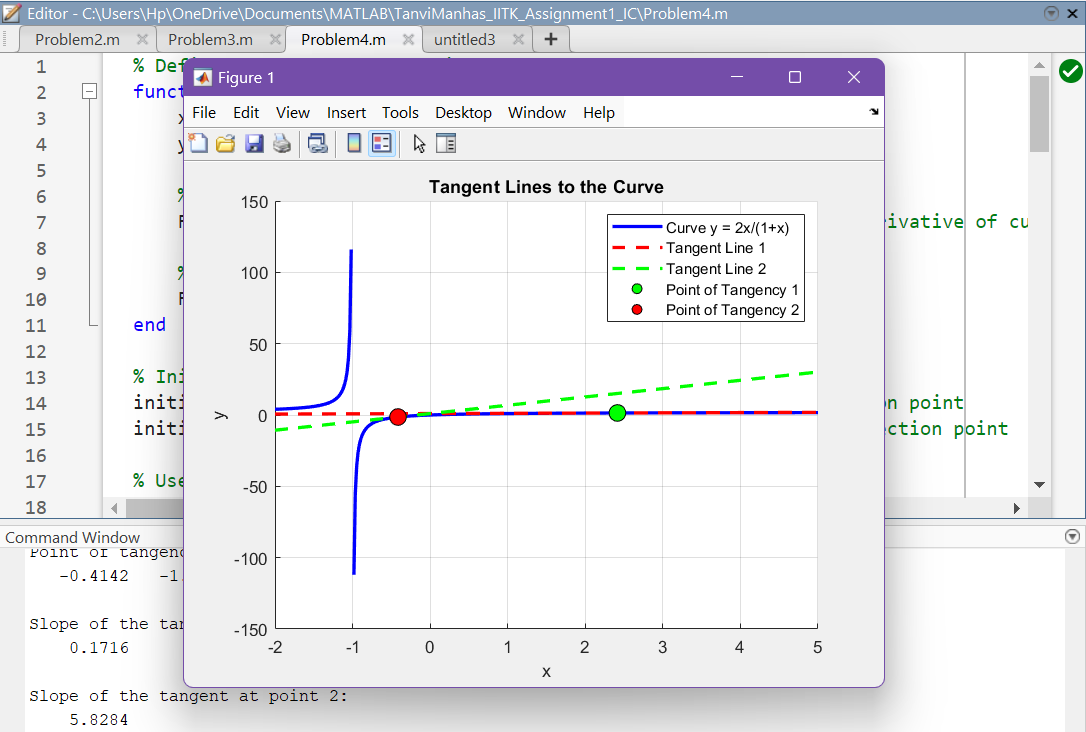 Editor - C:\Users\Hp\OneDrive\Documents\MATLAB\TanviManhas_IITK_Assignment1_IC\Problem4.m
Problem2.m Problem3.m Problem4.m untitled3
1 % Def
2 funct
3
4
5
6 %
7 F ivative of cu
8
9 %
10 F
11 end
12
13 % Ini
14 initi n point
15 initi ction point
16
17 % Use
18
Figure 1
File Edit View Insert Tools Desktop Window Help
Tangent Lines to the Curve
150
100
50
0
-50
-100
-150
y
-2 -1 0 1 2 3 4 5
x
Curve y = 2x/(1+x)
Tangent Line 1
Tangent Line 2
Point of Tangency 1
Point of Tangency 2
Command Window
Point of tangenc
-0.4142 -1.
Slope of the tan
0.1716
Slope of the tangent at point 2:
5.8284